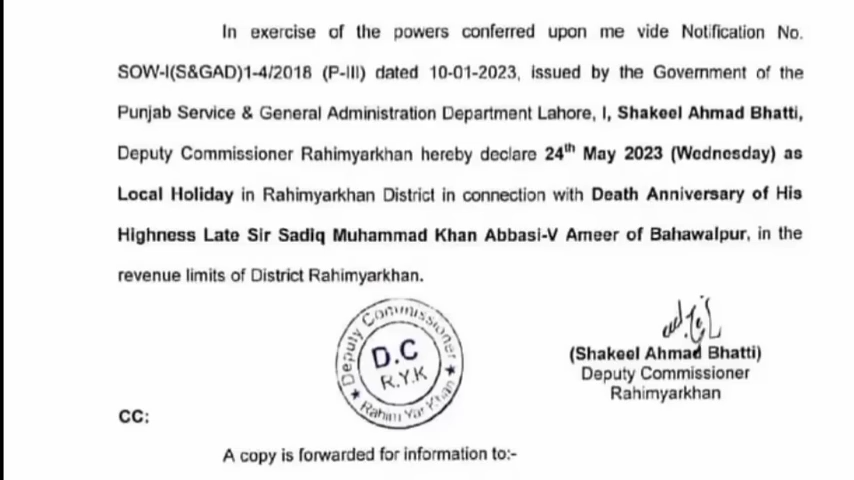 In exercise of the powers conferred upon me vide Notification No.
SOW-I(S&GAD)1-4/2018 (P-III) dated 10-01-2023, issued by the Government of the
Punjab Service & General Administration Department Lahore, I, Shakeel Ahmad Bhatti,
Deputy Commissioner Rahimyarkhan hereby declare 24th May 2023 (Wednesday) as
Local Holiday in Rahimyarkhan District in connection with Death Anniversary of His
Highness Late Sir Sadiq Muhammad Khan Abbasi-V Ameer of Bahawalpur, in the
revenue limits of District Rahimyarkhan.
Deputy Commissioner
D.C
R.Y.K
★ Rahim Yar Khan ★
(Shakeel Ahmad Bhatti)
Deputy Commissioner
Rahimyarkhan
CC:
A copy is forwarded for information to:-